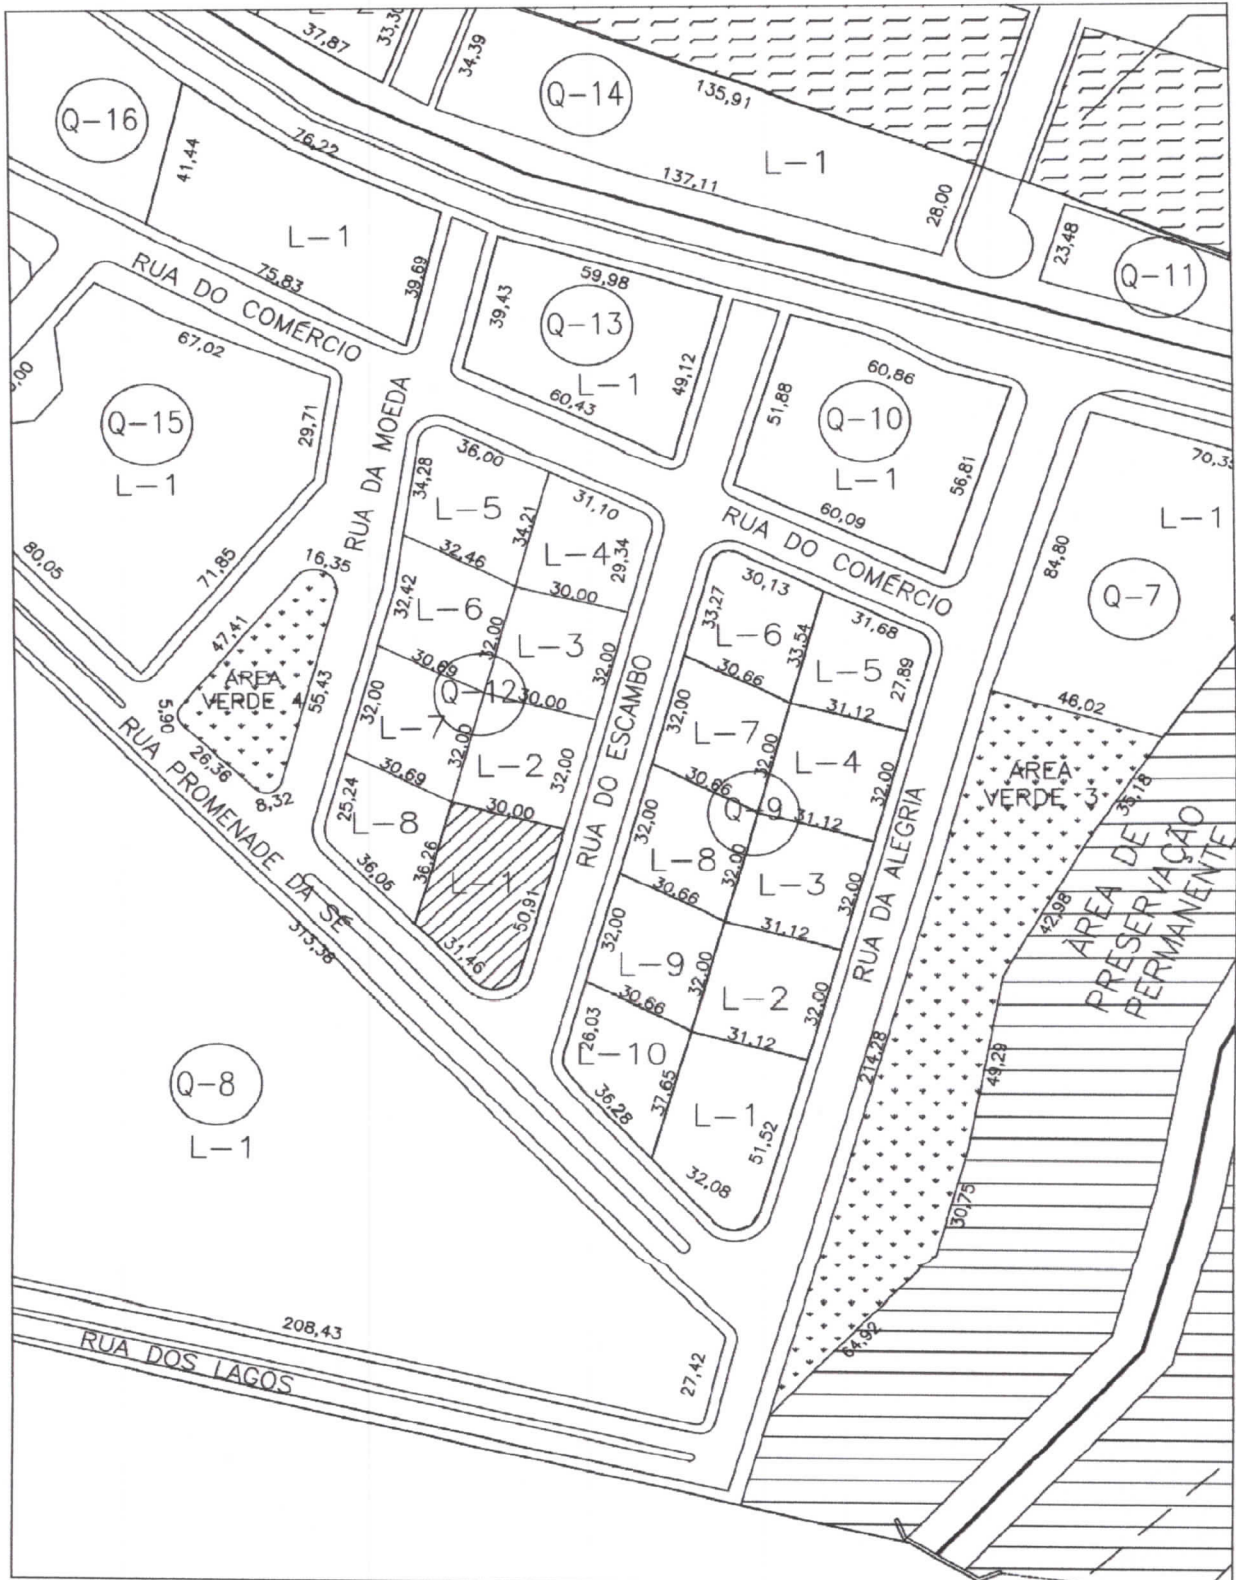 37,87
33,30
34,39
Q-14
135,91
Q-16
41,44
76,22
137,11
L-1
28,00
23,48
Q-11
L-1
75,83
39,69
RUA DO COMÉRCIO
59,98
39,43
Q-13
L-1
60,43
49,12
67,02
Q-15
L-1
29,71
80,05
71,85
RUA DA MOEDA
60,86
51,88
Q-10
L-1
60,09
56,81
70,3
L-1
84,80
Q-7
46,02
RUA DO COMÉRCIO
36,00
34,28
L-5
34,21
31,10
L-4
29,34
32,46
30,00
32,42
L-6
32,00
L-3
32,00
30,69
Q-12
30,00
32,00
L-7
32,00
L-2
32,00
30,69
30,00
25,24
L-8
36,26
36,06
L-1
50,91
31,46
16,35
47,41
ÁREA
VERDE 4
55,43
5,90
26,36
8,32
RUA PROMENADE DA SÉ
373,38
RUA DO ESCAMBO
30,13
33,27
L-6
33,54
31,68
L-5
27,89
30,66
31,12
32,00
L-7
32,00
L-4
32,00
30,66
Q-9
31,12
32,00
L-8
32,00
L-3
32,00
30,66
31,12
32,00
L-9
32,00
L-2
32,00
30,66
31,12
26,03
L-10
37,65
36,28
L-1
51,52
32,08
RUA DA ALEGRIA
214,28
ÁREA
VERDE 3
35,18
42,98
49,29
30,75
64,92
ÁREA DE
PRESERVAÇÃO
PERMANENTE
Q-8
L-1
208,43
27,42
RUA DOS LAGOS